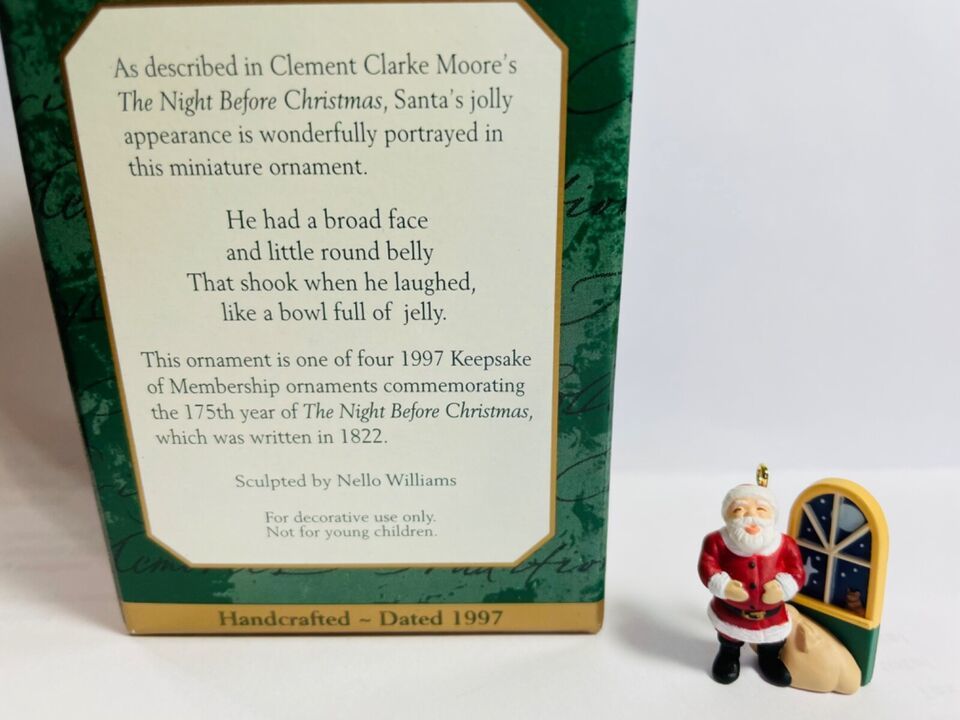 As described in Clement Clarke Moore's
The Night Before Christmas, Santa's jolly
appearance is wonderfully portrayed in
this miniature ornament.
He had a broad face
and little round belly
That shook when he laughed,
like a bowl full of jelly.
This ornament is one of four 1997 Keepsake
of Membership ornaments commemorating
the 175th year of The Night Before Christmas,
which was written in 1822.
Sculpted by Nello Williams
For decorative use only.
Not for young children.
Handcrafted ~ Dated 1997